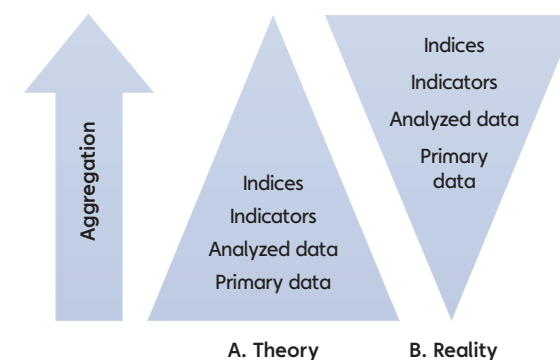 Aggregation
Indices
Indicators
Analyzed data
Primary data
A. Theory
Indices
Indicators
Analyzed data
Primary
data
B. Reality